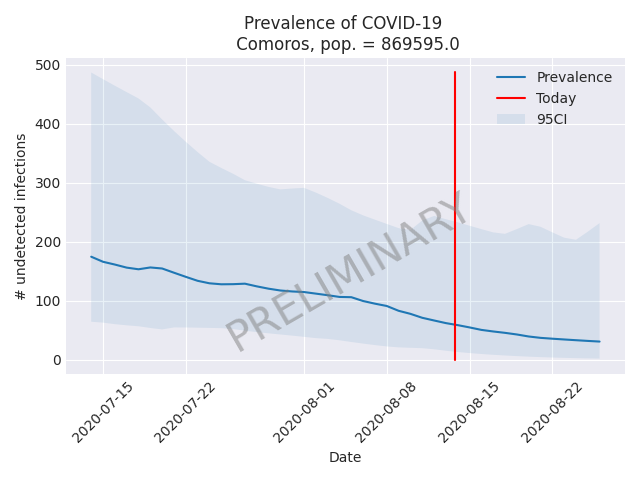 Prevalence of COVID-19
Comoros, pop. = 869595.0
# undetected infections
500
400
300
200
100
0
Prevalence
Today
95CI
PRELIMINARY
2020-07-15
2020-07-22
2020-08-01
2020-08-08
2020-08-15
2020-08-22
Date